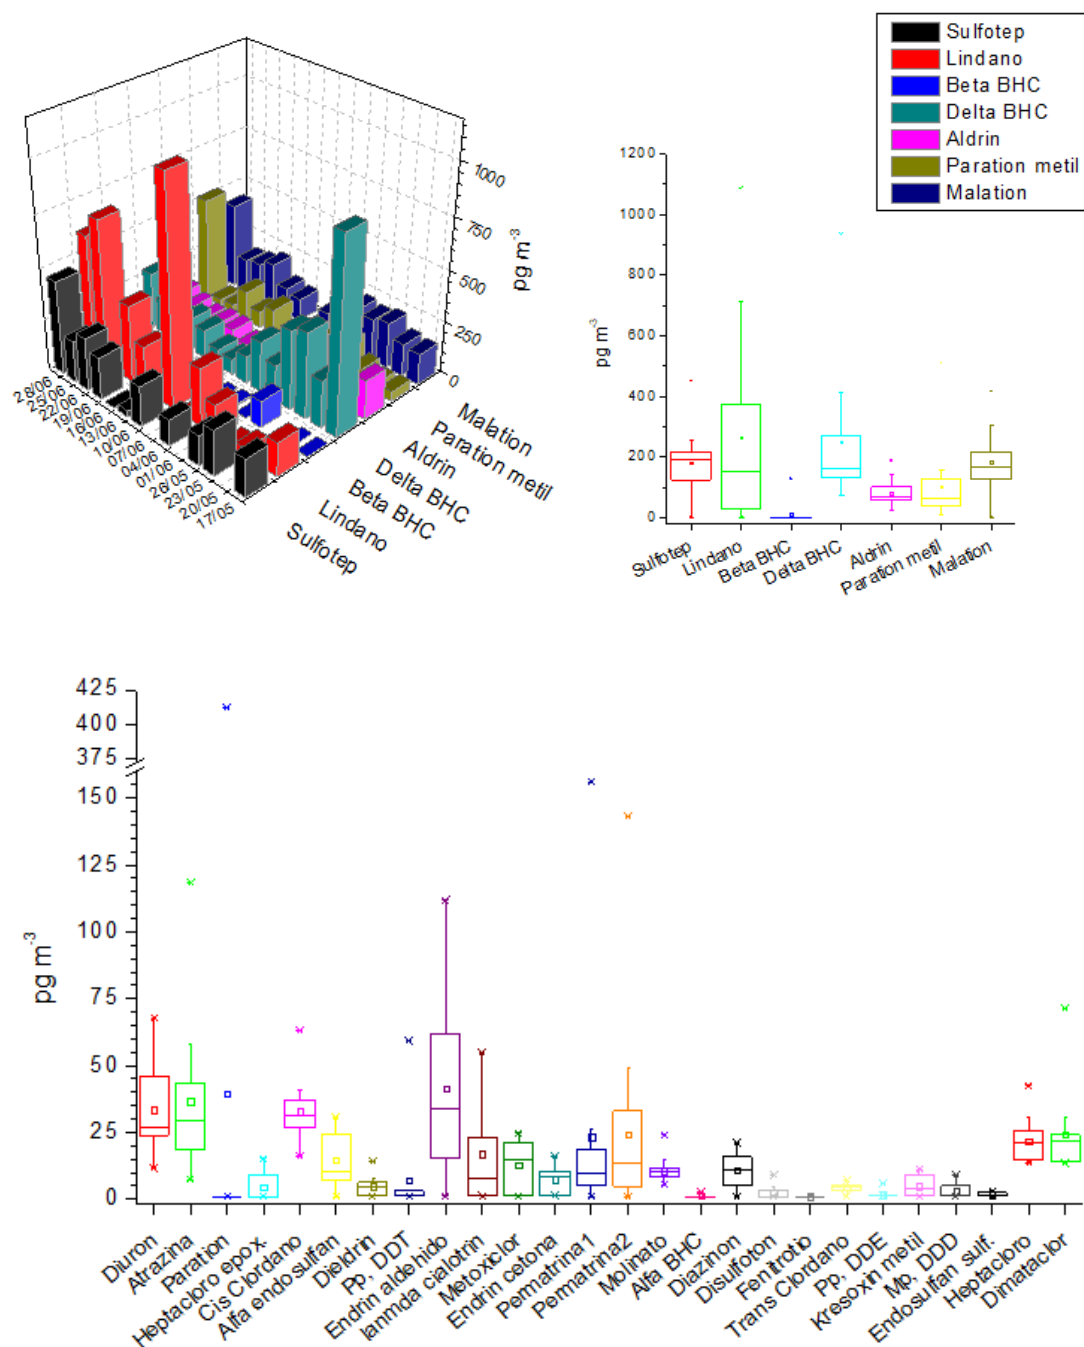 Sulfotep
Lindano
Beta BHC
Delta BHC
Aldrin
Paration metil
Malation
1000
750
500
250
0
pg m⁻³
28/06
25/06
22/06
19/06
16/06
13/06
10/06
07/06
04/06
01/06
26/05
23/05
20/05
17/05
Malation
Paration metil
Aldrin
Delta BHC
Beta BHC
Lindano
Sulfotep
1200
1000
800
600
400
200
0
pg m⁻³
Sulfotep
Lindano
Beta BHC
Delta BHC
Aldrin
Paration metil
Malation
425
400
375
150
125
100
75
50
25
0
pg m⁻³
Diuron
Atrazina
Paration
Heptacloro epox.
Cis Clordano
Alfa endosulfan
Dieldrin
Pp, DDT
Endrin aldehido
lanmda cialotrin
Metoxiclor
Endrin cetona
Permatrina1
Permatrina2
Molinato
Alfa BHC
Diazinon
Disulfoton
Fenitrotio
Trans Clordano
Pp, DDE
Kresoxin metil
Mp, DDD
Endosulfan sulf.
Heptacloro
Dimataclor